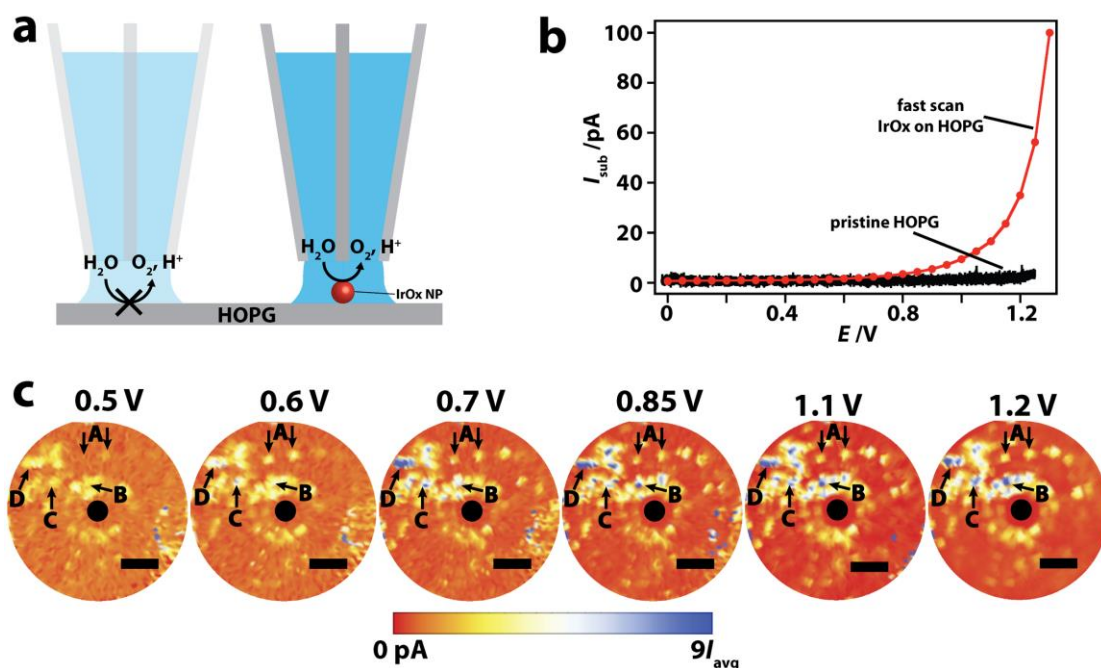 a
H₂O O₂, H⁺
H₂O O₂, H⁺
IrOx NP
HOPG
b
100
80
60
40
20
0
I_sub /pA
fast scan
IrOx on HOPG
pristine HOPG
0 0.4 0.8 1.2
E /V
c
0.5 V 0.6 V 0.7 V 0.85 V 1.1 V 1.2 V
A A A A A A
D B D B D B D B D B D B
C C C C C C
0 pA 9I_avg